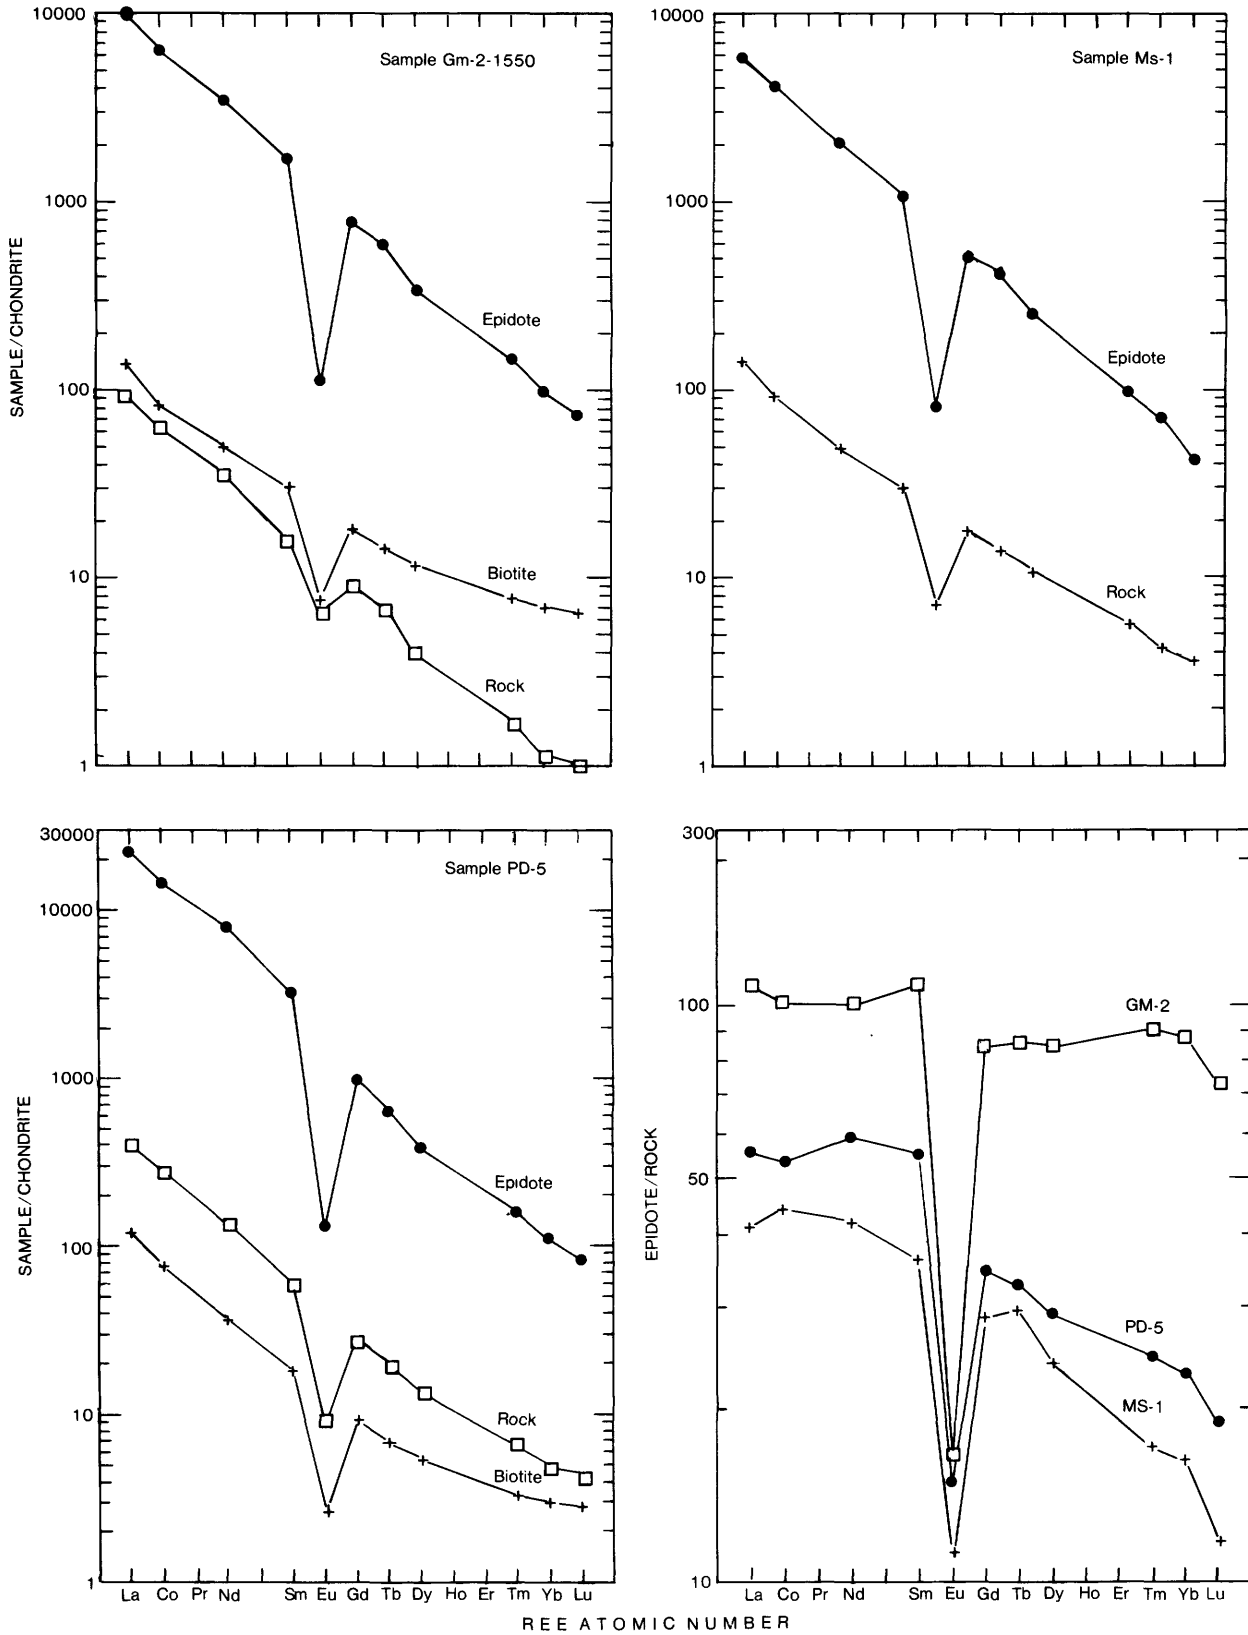 10000
1000
100
10
1
SAMPLE/CHONDRITE
Sample Gm-2-1550
Epidote
Biotite
Rock
10000
1000
100
10
1
Sample Ms-1
Epidote
Rock
30000
10000
1000
100
10
1
SAMPLE/CHONDRITE
Sample PD-5
Epidote
Rock
Biotite
La Co Pr Nd Sm Eu Gd Tb Dy Ho Er Tm Yb Lu
300
100
50
20
10
EPIDOTE/ROCK
GM-2
PD-5
MS-1
La Co Pr Nd Sm Eu Gd Tb Dy Ho Er Tm Yb Lu
REE ATOMIC NUMBER